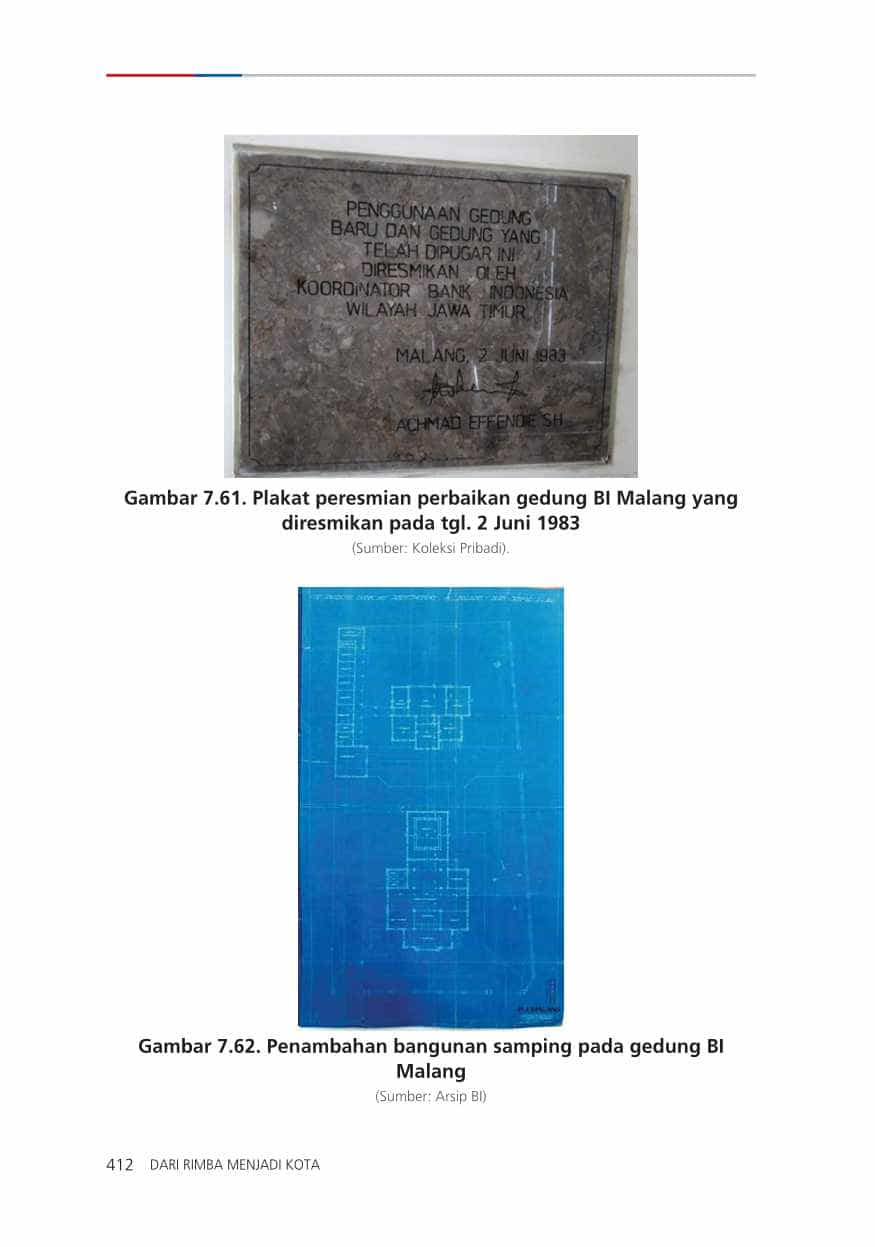 PENGGUNAAN GEDUNG
BARU DAN GEDUNG YANG
TELAH DIPUGAR INI
DIRESMIKAN OLEH
KOORDINATOR BANK INDONESIA
WILAYAH JAWA TIMUR
MALANG, 2 JUNI 1983
ACHMAD EFFENDIE SH
Gambar 7.61. Plakat peresmian perbaikan gedung BI Malang yang
diresmikan pada tgl. 2 Juni 1983
(Sumber: Koleksi Pribadi).
Gambar 7.62. Penambahan bangunan samping pada gedung BI
Malang
(Sumber: Arsip BI)
412 DARI RIMBA MENJADI KOTA